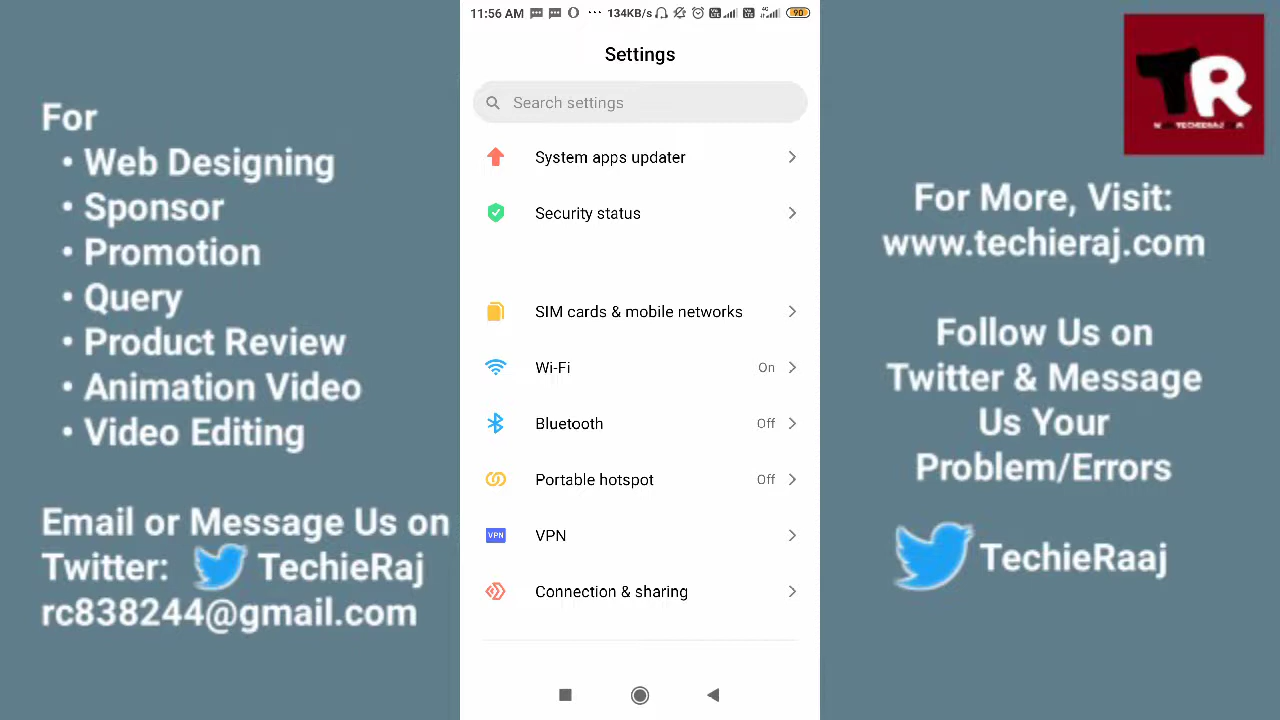 For
• Web Designing
• Sponsor
• Promotion
• Query
• Product Review
• Animation Video
• Video Editing
Email or Message Us on
Twitter: TechieRaj
rc838244@gmail.com
11:56 AM ... 134KB/s 4G 90
Settings
Search settings
System apps updater
Security status
SIM cards & mobile networks
Wi-Fi On
Bluetooth Off
Portable hotspot Off
VPN VPN
Connection & sharing
TR
For More, Visit:
www.techieraj.com
Follow Us on
Twitter & Message
Us Your
Problem/Errors
TechieRaaj